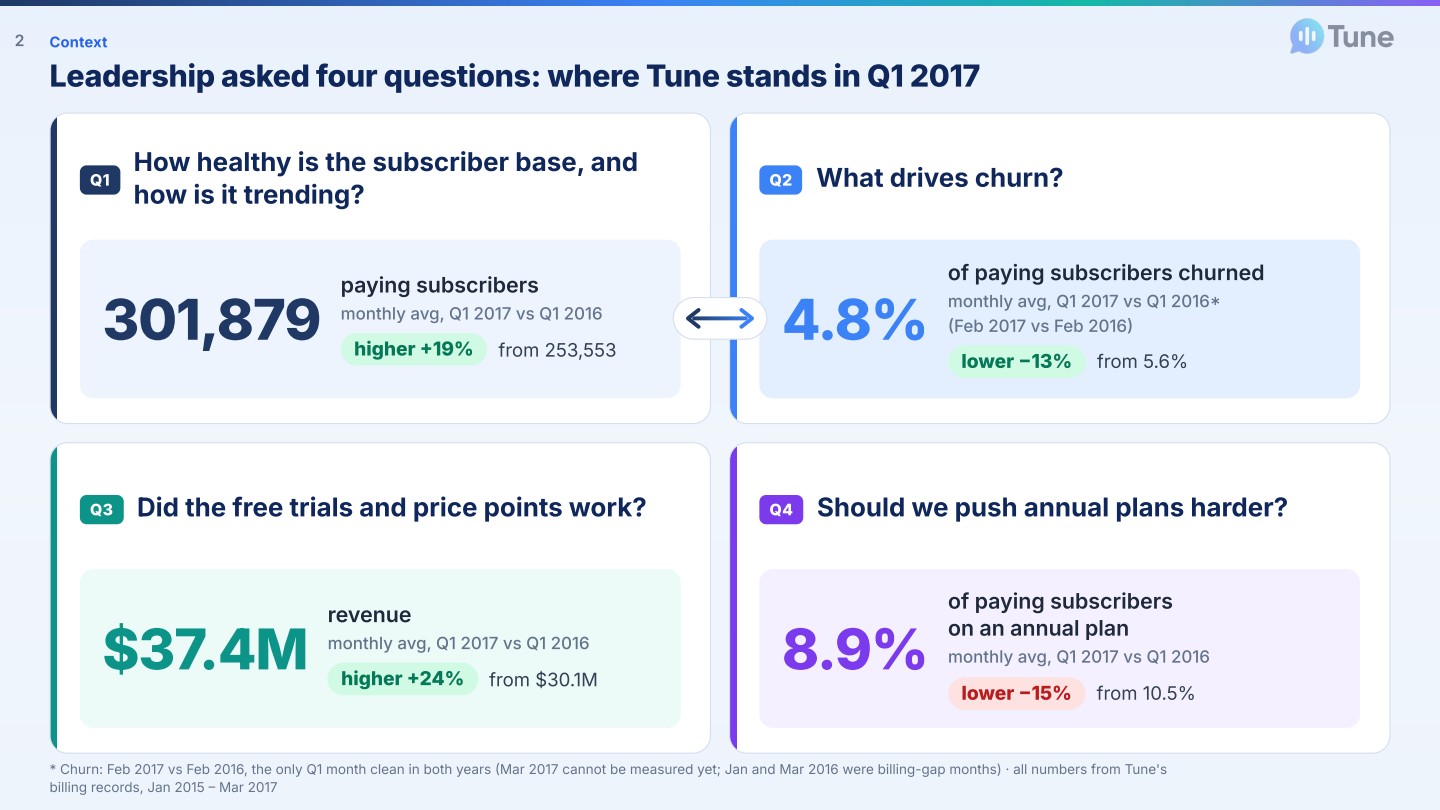 2
Context
Tune
Leadership asked four questions: where Tune stands in Q1 2017
Q1
How healthy is the subscriber base, and
how is it trending?
301,879
paying subscribers
monthly avg, Q1 2017 vs Q1 2016
higher +19% from 253,553
Q2
What drives churn?
4.8%
of paying subscribers churned
monthly avg, Q1 2017 vs Q1 2016*
(Feb 2017 vs Feb 2016)
lower −13% from 5.6%
Q3
Did the free trials and price points work?
$37.4M
revenue
monthly avg, Q1 2017 vs Q1 2016
higher +24% from $30.1M
Q4
Should we push annual plans harder?
8.9%
of paying subscribers
on an annual plan
monthly avg, Q1 2017 vs Q1 2016
lower −15% from 10.5%
* Churn: Feb 2017 vs Feb 2016, the only Q1 month clean in both years (Mar 2017 cannot be measured yet; Jan and Mar 2016 were billing-gap months) · all numbers from Tune's
billing records, Jan 2015 – Mar 2017